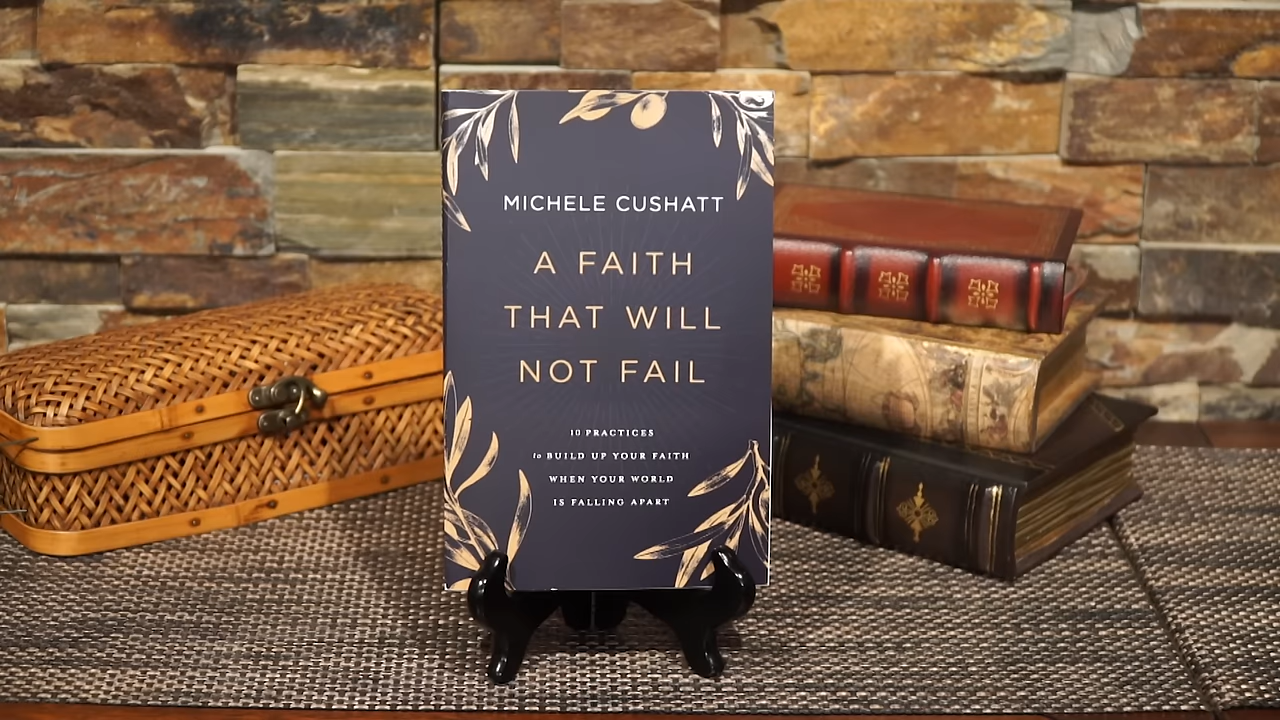 MICHELE CUSHATT
A FAITH
THAT WILL
NOT FAIL
10 PRACTICES
to BUILD UP YOUR FAITH
WHEN YOUR WORLD
IS FALLING APART